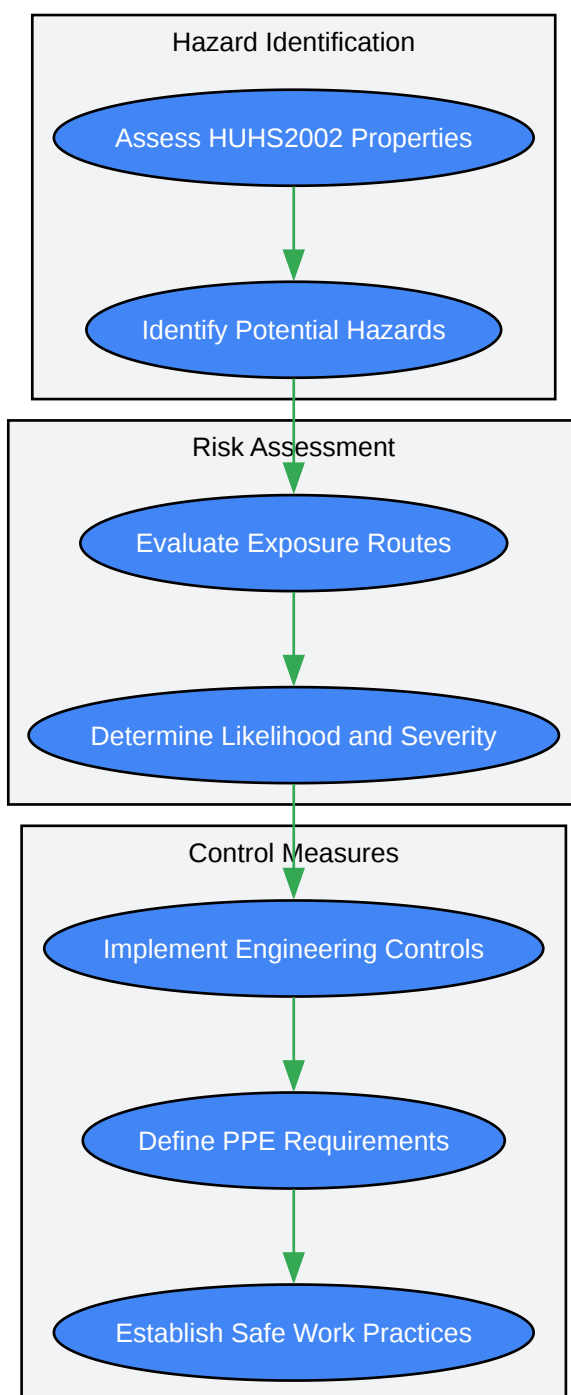 Hazard Identification
Assess HUHS2002 Properties
Identify Potential Hazards
Risk Assessment
Evaluate Exposure Routes
Determine Likelihood and Severity
Control Measures
Implement Engineering Controls
Define PPE Requirements
Establish Safe Work Practices